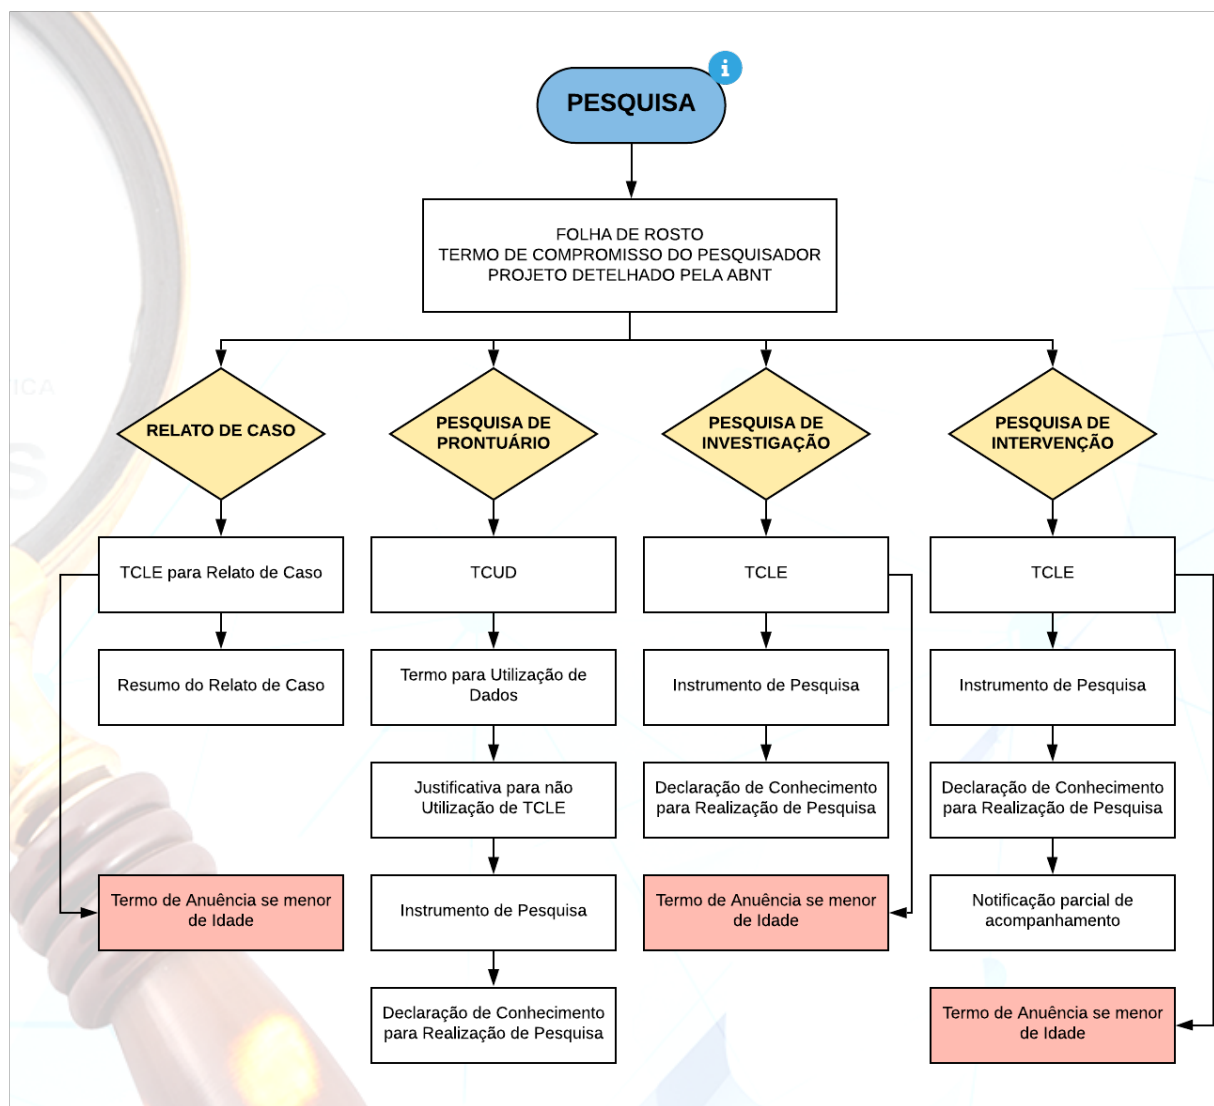 PESQUISA
FOLHA DE ROSTO
TERMO DE COMPROMISSO DO PESQUISADOR
PROJETO DETELHADO PELA ABNT
RELATO DE CASO
TCLE para Relato de Caso
Resumo do Relato de Caso
Termo de Anuência se menor
de Idade
PESQUISA DE
PRONTUÁRIO
TCUD
Termo para Utilização de
Dados
Justificativa para não
Utilização de TCLE
Instrumento de Pesquisa
Declaração de Conhecimento
para Realização de Pesquisa
PESQUISA DE
INVESTIGAÇÃO
TCLE
Instrumento de Pesquisa
Declaração de Conhecimento
para Realização de Pesquisa
Termo de Anuência se menor
de Idade
PESQUISA DE
INTERVENÇÃO
TCLE
Instrumento de Pesquisa
Declaração de Conhecimento
para Realização de Pesquisa
Notificação parcial de
acompanhamento
Termo de Anuência se menor
de Idade